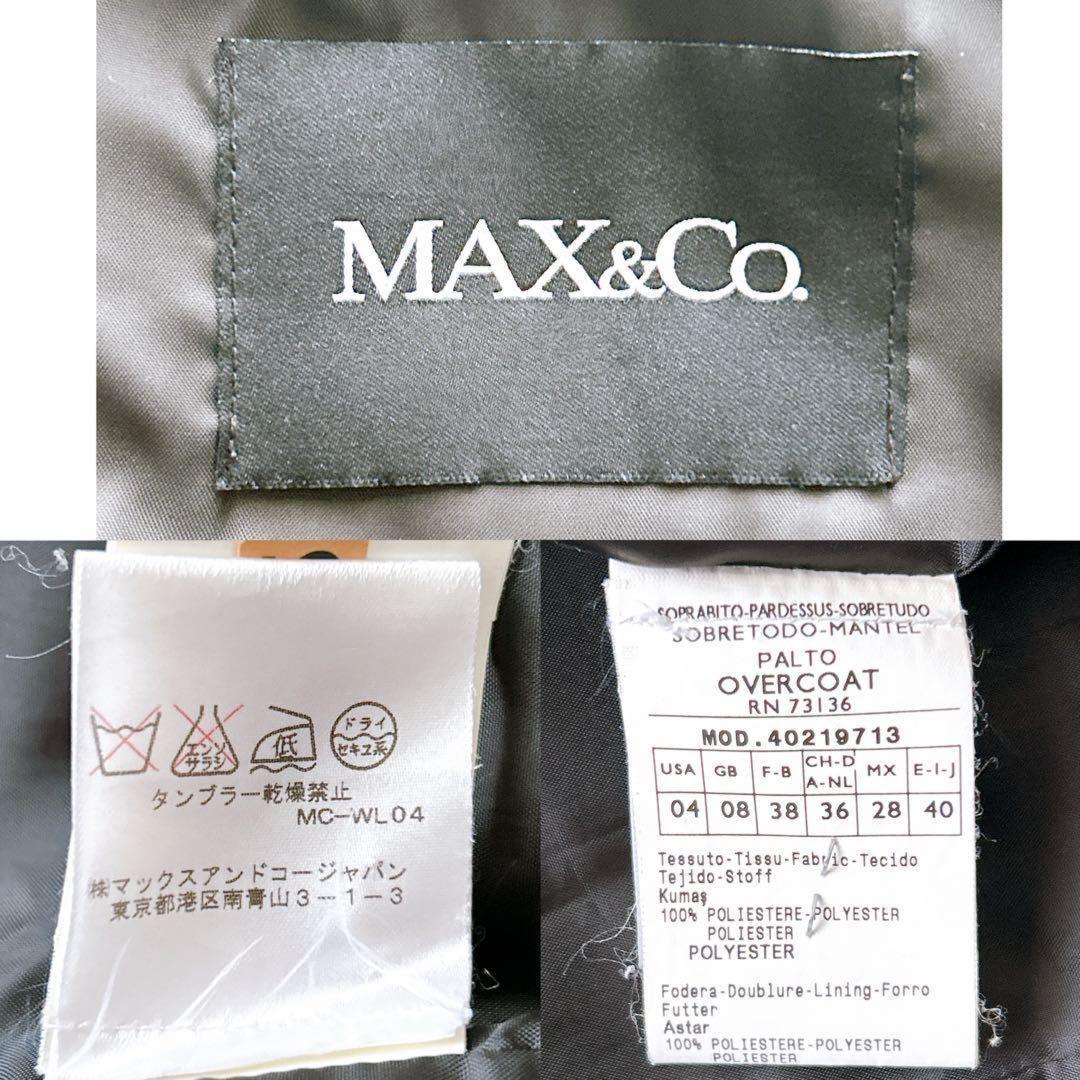 MAX&Co.
エンソ
サラシ
低
ドライ
セキユ系
タンブラー乾燥禁止
MC-WL04
㈱マックスアンドコージャパン
東京都港区南青山3-1-3
SOPRABITO-PARDESSUS-SOBRETUDO
SOBRETODO-MANTEL
PALTO
OVERCOAT
RN 73136
MOD.40219713
USA GB F-B CH-D A-NL MX E-I-J
04 08 38 36 28 40
Tessuto-Tissu-Fabric-Tecido
Tejido-Stoff
Kumaş
100% POLIESTERE-POLYESTER
POLIESTER
POLYESTER
Fodera-Doublure-Lining-Forro
Futter
Astar
100% POLIESTERE-POLYESTER
POLIESTER